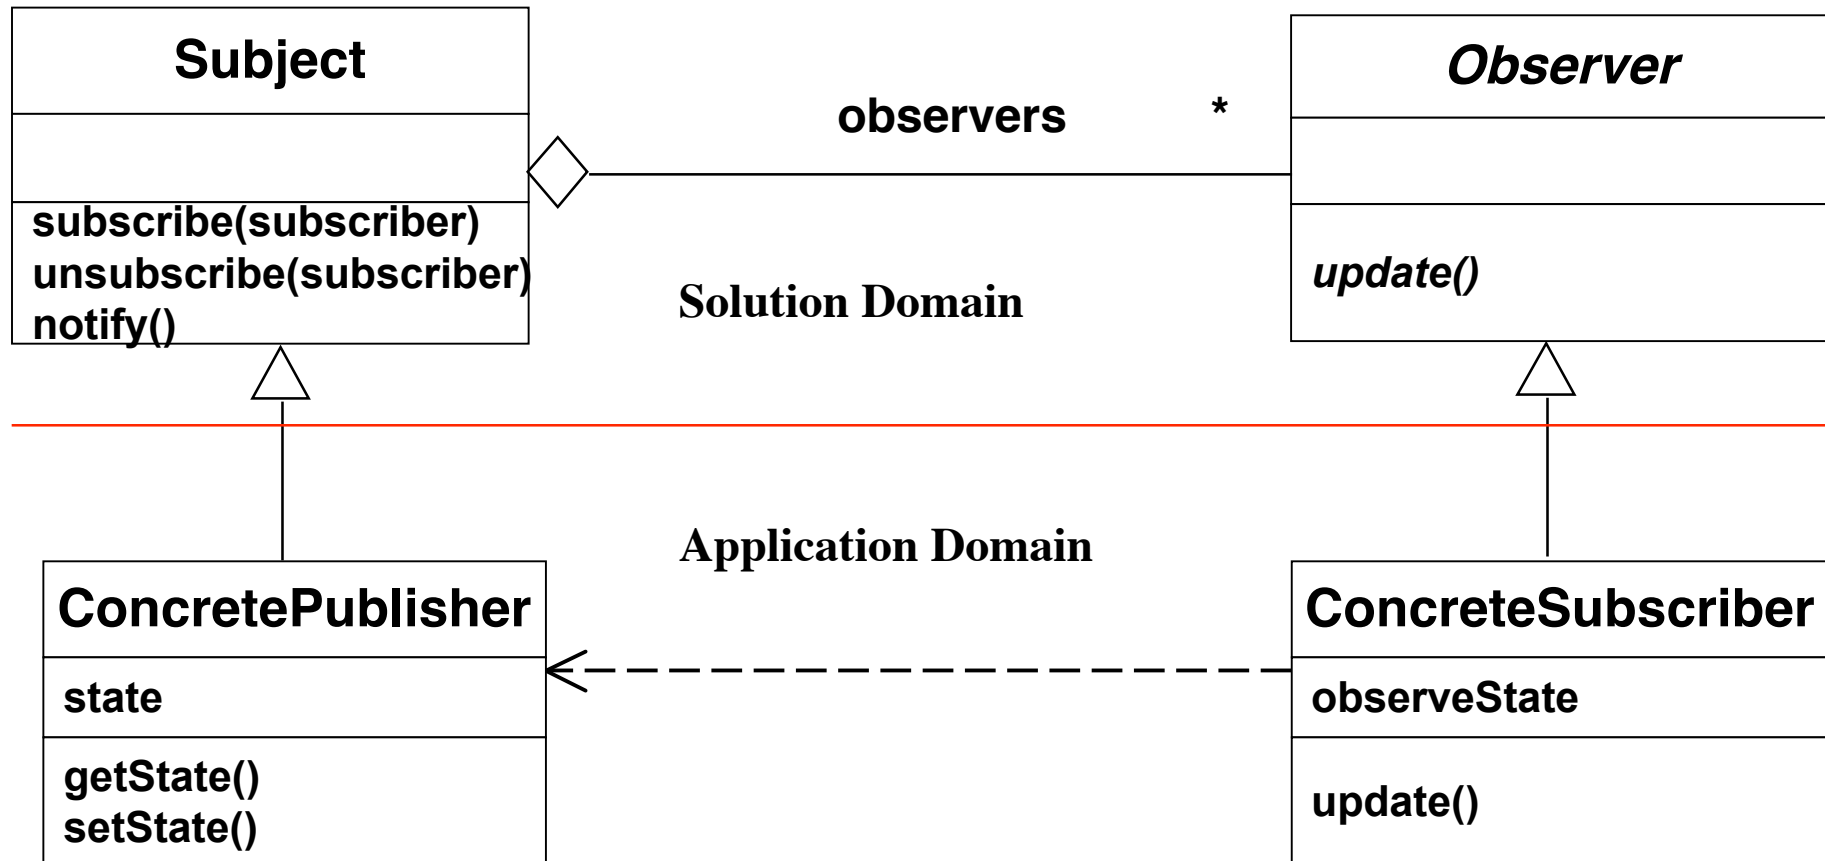 Subject
subscribe(subscriber)
unsubscribe(subscriber)
notify()
observers *
Observer
update()
Solution Domain
Application Domain
ConcretePublisher
state
getState()
setState()
ConcreteSubscriber
observeState
update()